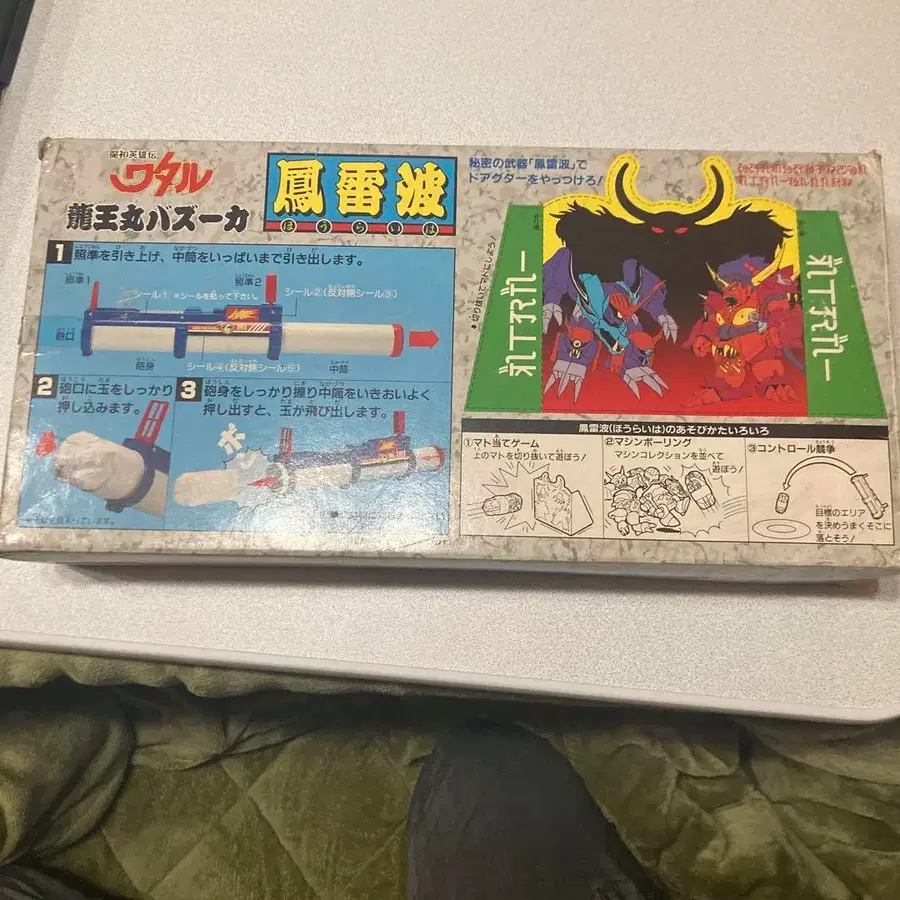 魔神英雄伝
ワタル
龍王丸バズーカ
鳳雷波
ほうらいは
1 照準を引き上げ、中筒をいっぱいまで引き出します。
照準1
照準2
シール① ※シールを貼って下さい。
シール②(反対側シール③)
砲口
砲身
シール④(反対側シール⑤)
中筒
2 砲口に玉をしっかり
押し込みます。
3 砲身をしっかり握り中筒をいきおいよく
押し出すと、玉が飛び出します。
ポン
秘密の武器「鳳雷波」で
ドアクダーをやっつけろ!
鳳雷波(ほうらいは)のあそびかたいろいろ
①マト当てゲーム
上のマトを切り抜いて遊ぼう!
②マシンボーリング
マシンコレクションを並べて
遊ぼう!
③コントロール競争
目標のエリア
を決めうまくそこに
落とそう!